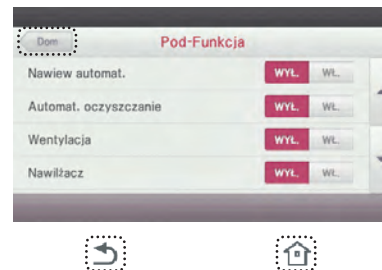 Dom
Pod-Funkcja
Nawiew automat. WYŁ. WŁ.
Automat. oczyszczanie WYŁ. WŁ.
Wentylacja WYŁ. WŁ.
Nawilżacz WYŁ. WŁ.